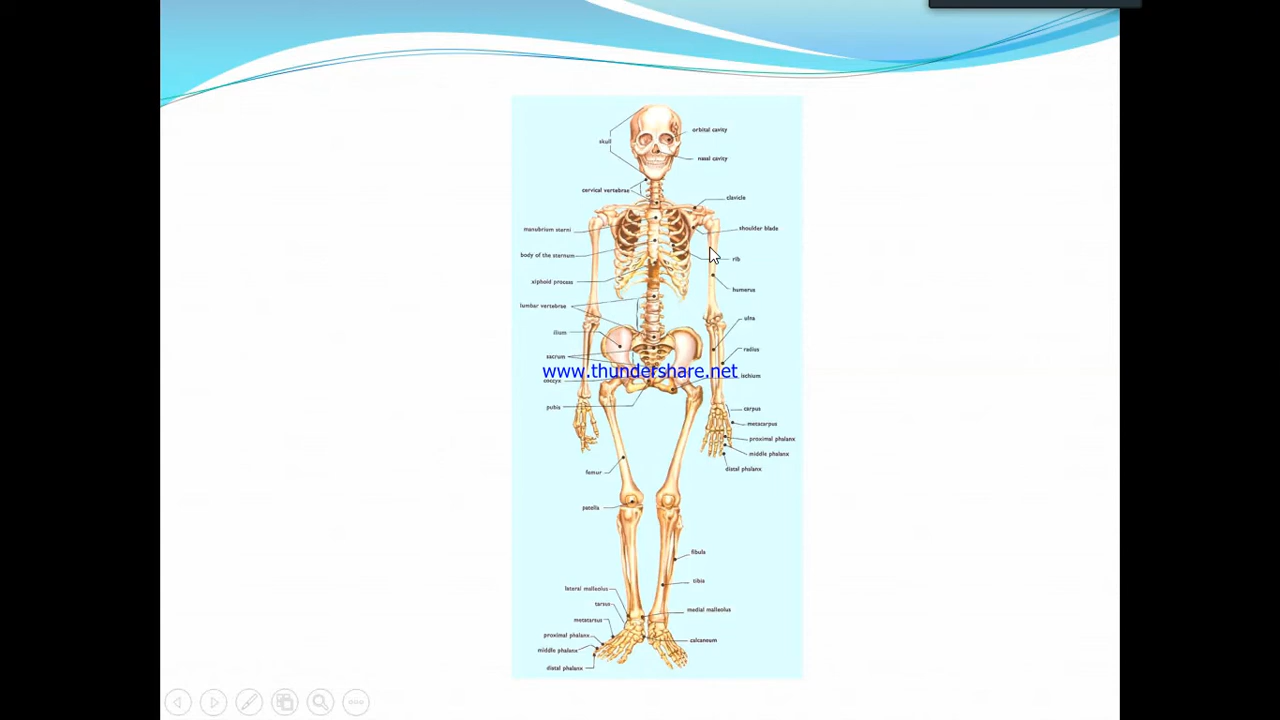 orbital cavity
skull
nasal cavity
cervical vertebrae
clavicle
manubrium sterni
shoulder blade
body of the sternum
rib
xiphoid process
humerus
lumbar vertebrae
ulna
ilium
radius
sacrum
www.thundershare.net
ischium
coccyx
pubis
carpus
metacarpus
proximal phalanx
middle phalanx
distal phalanx
femur
patella
fibula
tibia
lateral malleolus
tarsus
medial malleolus
metatarsus
proximal phalanx
calcaneum
middle phalanx
distal phalanx